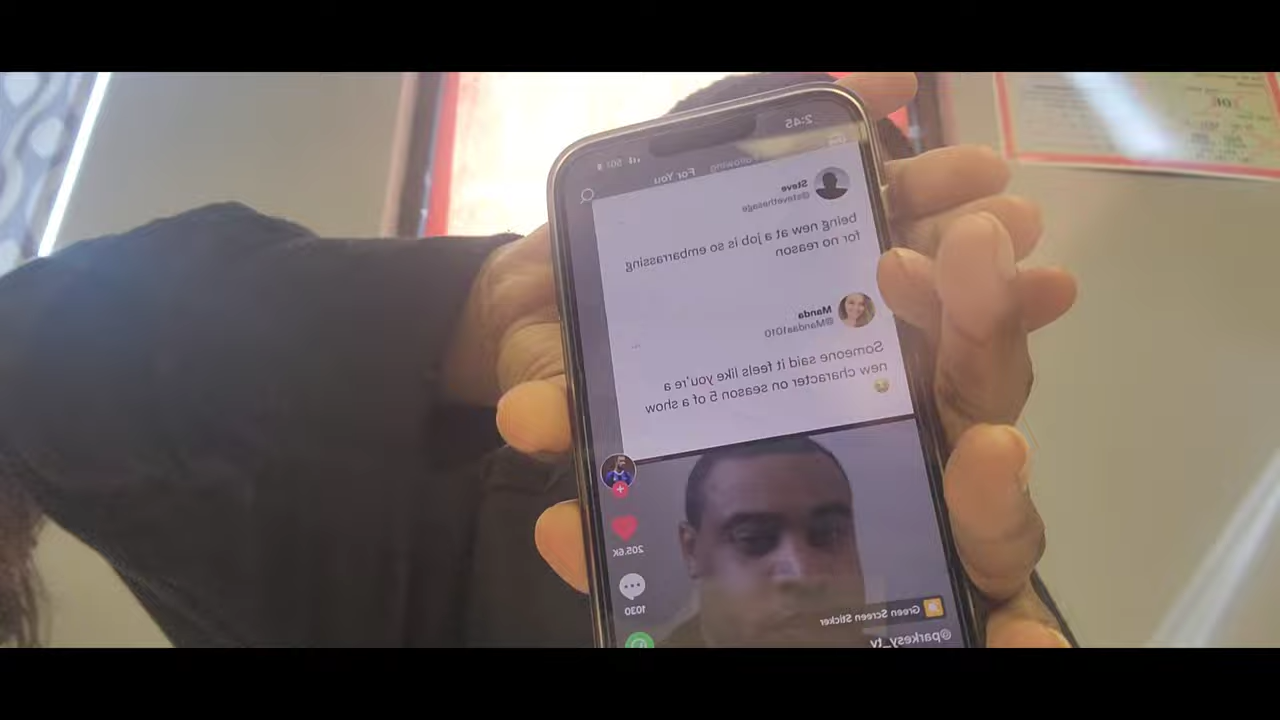 2:45
50
Following
For You
Steve
@stevethesage
being new at a job is so embarrassing
for no reason
Manda
@Mandaa1010
Someone said it feels like you're a
new character on season 5 of a show
😂
205.6K
1030
Green Screen Sticker
@parkesy_tv